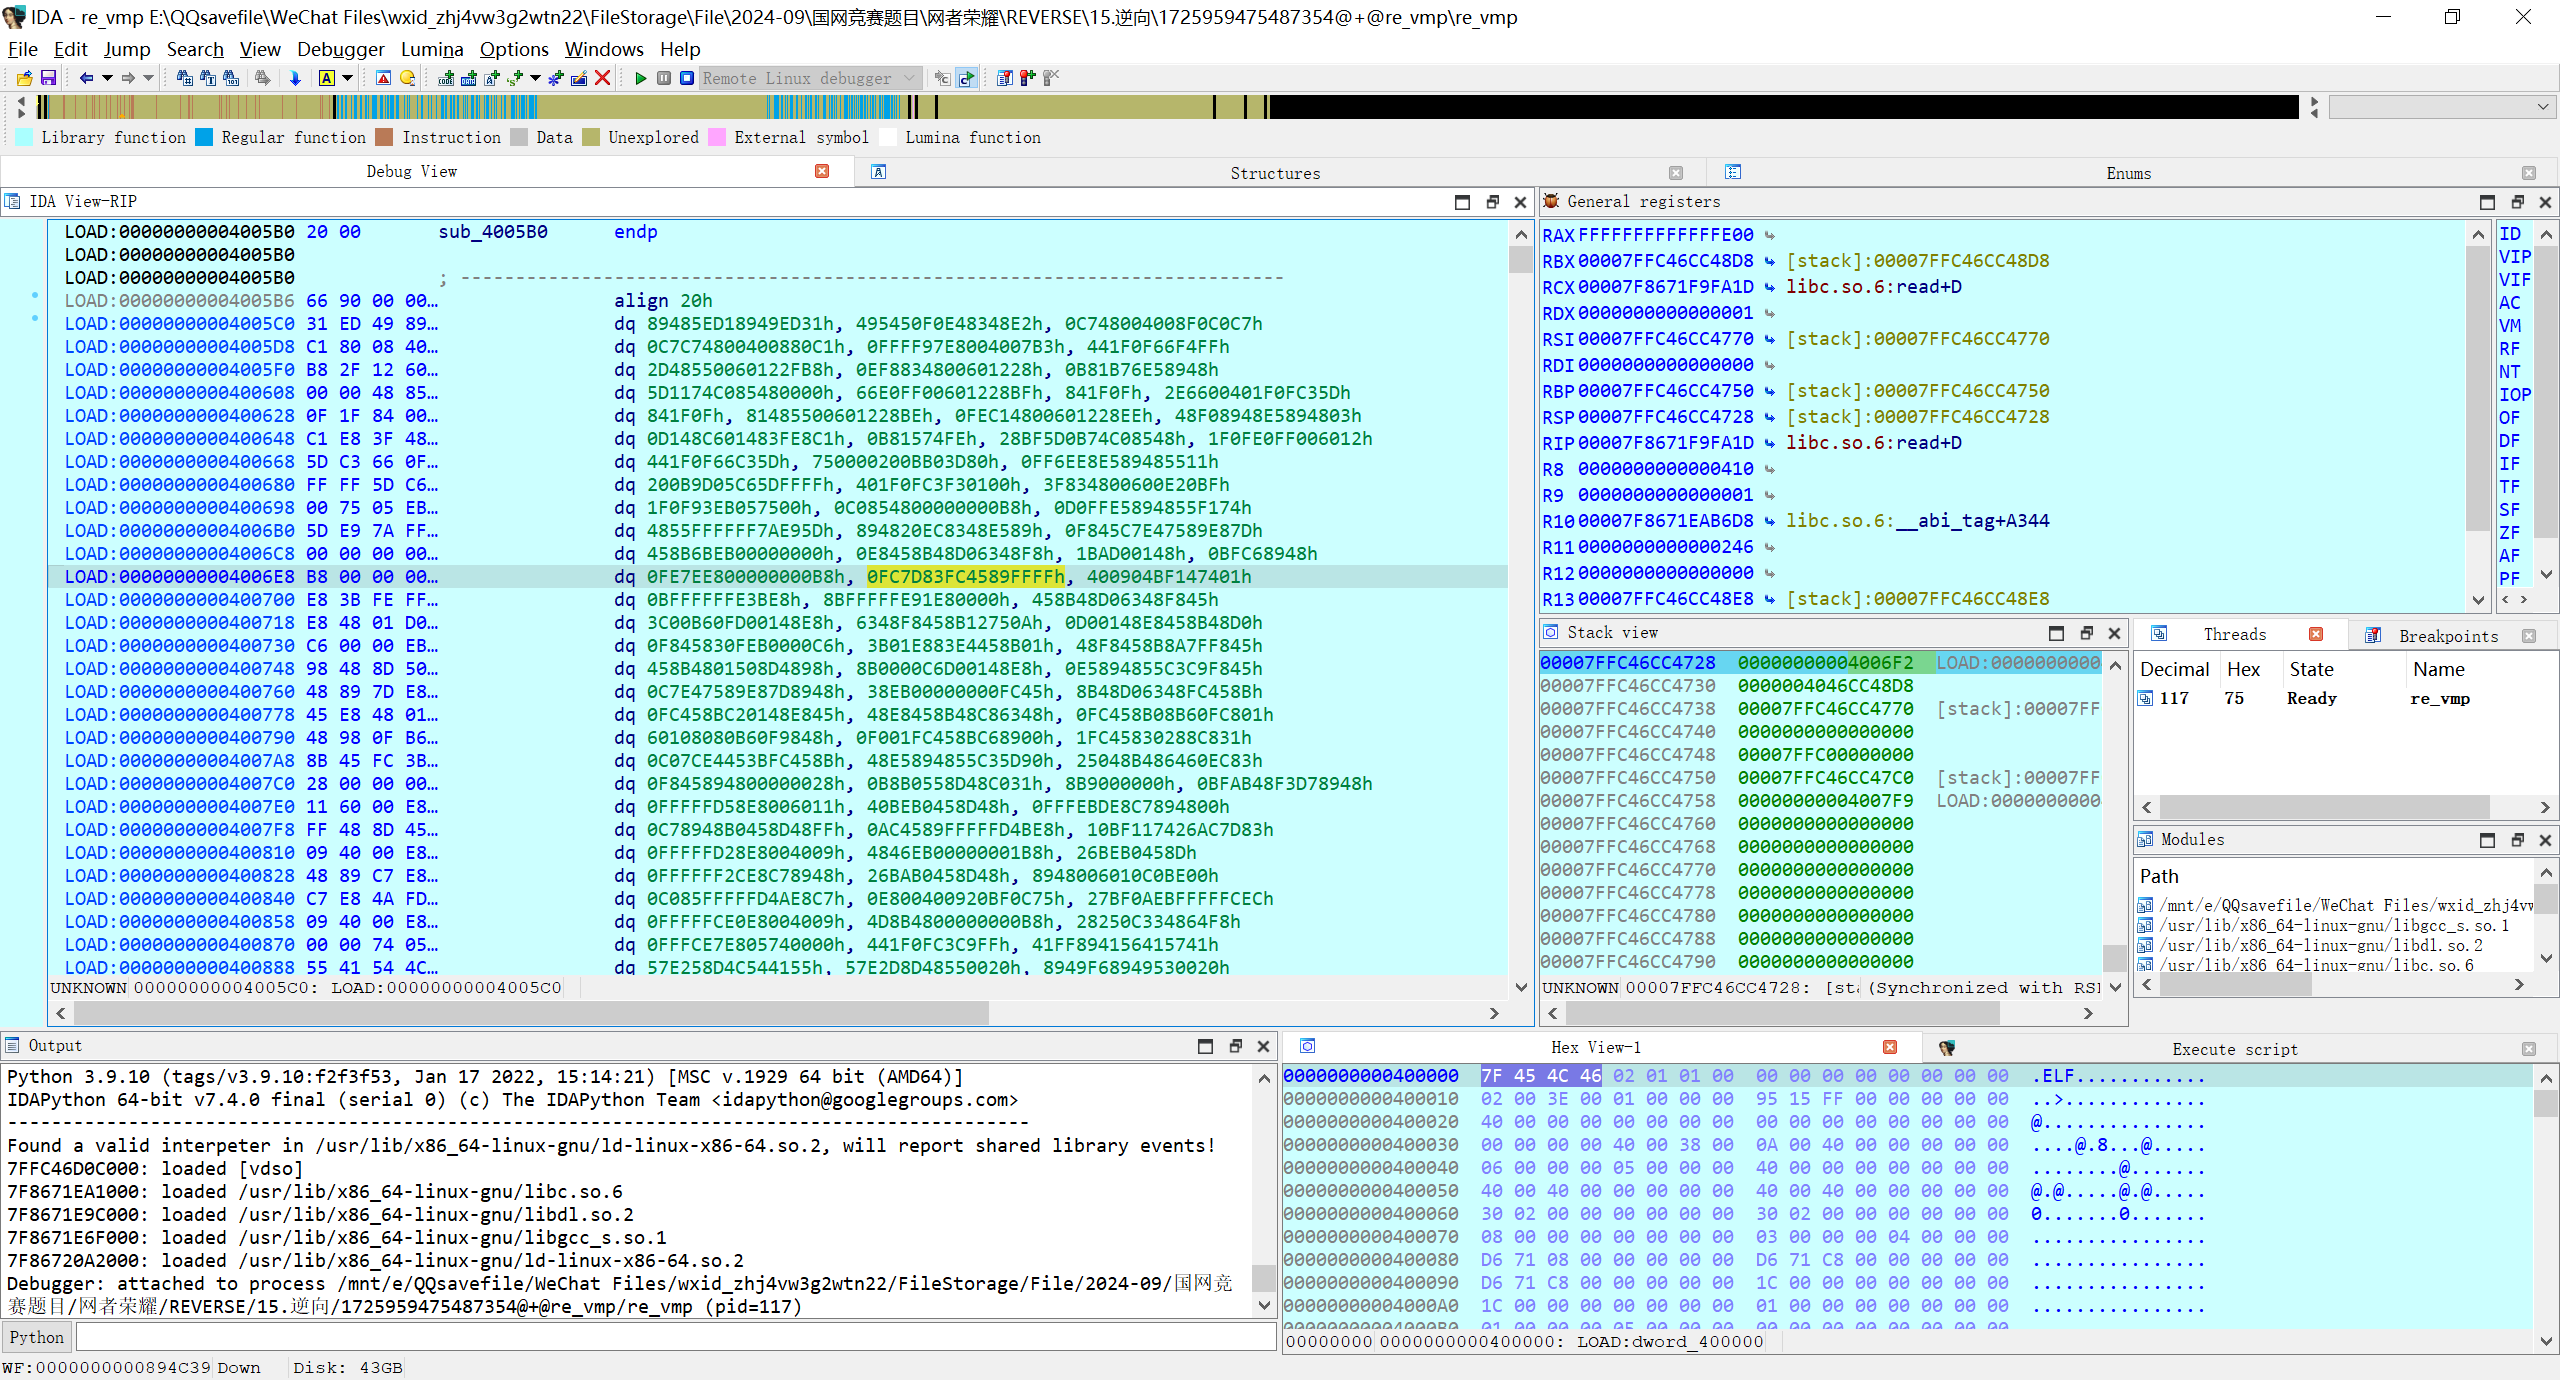 IDA - re_vmp E:\QQsavefile\WeChat Files\wxid_zhj4vw3g2wtn22\FileStorage\File\2024-09\国网竞赛题目\网者荣耀\REVERSE\15.逆向\1725959475487354@+@re_vmp\re_vmp
File Edit Jump Search View Debugger Lumina Options Windows Help
Remote Linux debugger
Library function Regular function Instruction Data Unexplored External symbol Lumina function
Debug View Structures Enums
IDA View-RIP
LOAD:00000000004005B0 20 00 sub_4005B0 endp
LOAD:00000000004005B0
LOAD:00000000004005B0 ; ---------------------------------------------------------------------------
LOAD:00000000004005B6 66 90 00 00… align 20h
LOAD:00000000004005C0 31 ED 49 89… dq 89485ED18949ED31h, 495450F0E48348E2h, 0C748004008F0C0C7h
LOAD:00000000004005D8 C1 80 08 40… dq 0C7C74800400880C1h, 0FFFF97E8004007B3h, 441F0F66F4FFh
LOAD:00000000004005F0 B8 2F 12 60… dq 2D48550060122FB8h, 0EF8834800601228h, 0B81B76E58948h
LOAD:0000000000400608 00 00 48 85… dq 5D1174C085480000h, 66E0FF00601228BFh, 841F0Fh, 2E6600401F0FC35Dh
LOAD:0000000000400628 0F 1F 84 00… dq 841F0Fh, 81485500601228BEh, 0FEC14800601228EEh, 48F08948E5894803h
LOAD:0000000000400648 C1 E8 3F 48… dq 0D148C601483FE8C1h, 0B81574FEh, 28BF5D0B74C08548h, 1F0FE0FF006012h
LOAD:0000000000400668 5D C3 66 0F… dq 441F0F66C35Dh, 750000200BB03D80h, 0FF6EE8E589485511h
LOAD:0000000000400680 FF FF 5D C6… dq 200B9D05C65DFFFFh, 401F0FC3F30100h, 3F834800600E20BFh
LOAD:0000000000400698 00 75 05 EB… dq 1F0F93EB057500h, 0C0854800000000B8h, 0D0FFE5894855F174h
LOAD:00000000004006B0 5D E9 7A FF… dq 4855FFFFFF7AE95Dh, 894820EC8348E589h, 0F845C7E47589E87Dh
LOAD:00000000004006C8 00 00 00 00… dq 458B6BEB00000000h, 0E8458B48D06348F8h, 1BAD00148h, 0BFC68948h
LOAD:00000000004006E8 B8 00 00 00… dq 0FE7EE800000000B8h, 0FC7D83FC4589FFFFh, 400904BF147401h
LOAD:0000000000400700 E8 3B FE FF… dq 0BFFFFFFE3BE8h, 8BFFFFFE91E80000h, 458B48D06348F845h
LOAD:0000000000400718 E8 48 01 D0… dq 3C00B60FD00148E8h, 6348F8458B12750Ah, 0D00148E8458B48D0h
LOAD:0000000000400730 C6 00 00 EB… dq 0F845830FEB0000C6h, 3B01E883E4458B01h, 48F8458B8A7FF845h
LOAD:0000000000400748 98 48 8D 50… dq 458B4801508D4898h, 8B0000C6D00148E8h, 0E5894855C3C9F845h
LOAD:0000000000400760 48 89 7D E8… dq 0C7E47589E87D8948h, 38EB00000000FC45h, 8B48D06348FC458Bh
LOAD:0000000000400778 45 E8 48 01… dq 0FC458BC20148E845h, 48E8458B48C86348h, 0FC458B08B60FC801h
LOAD:0000000000400790 48 98 0F B6… dq 60108080B60F9848h, 0F001FC458BC68900h, 1FC45830288C831h
LOAD:00000000004007A8 8B 45 FC 3B… dq 0C07CE4453BFC458Bh, 48E5894855C35D90h, 25048B486460EC83h
LOAD:00000000004007C0 28 00 00 00… dq 0F845894800000028h, 0B8B0558D48C031h, 8B9000000h, 0BFAB48F3D78948h
LOAD:00000000004007E0 11 60 00 E8… dq 0FFFFFD58E8006011h, 40BEB0458D48h, 0FFFEBDE8C7894800h
LOAD:00000000004007F8 FF 48 8D 45… dq 0C78948B0458D48FFh, 0AC4589FFFFFD4BE8h, 10BF117426AC7D83h
LOAD:0000000000400810 09 40 00 E8… dq 0FFFFFD28E8004009h, 4846EB00000001B8h, 26BEB0458Dh
LOAD:0000000000400828 48 89 C7 E8… dq 0FFFFFF2CE8C78948h, 26BAB0458D48h, 8948006010C0BE00h
LOAD:0000000000400840 C7 E8 4A FD… dq 0C085FFFFFD4AE8C7h, 0E800400920BF0C75h, 27BF0AEBFFFFFCECh
LOAD:0000000000400858 09 40 00 E8… dq 0FFFFFCE0E8004009h, 4D8B4800000000B8h, 28250C334864F8h
LOAD:0000000000400870 00 00 74 05… dq 0FFFCE7E805740000h, 441F0FC3C9FFh, 41FF894156415741h
LOAD:0000000000400888 55 41 54 4C… dq 57E258D4C544155h, 57E2D8D48550020h, 8949F68949530020h
UNKNOWN 00000000004005C0: LOAD:00000000004005C0
General registers
RAX FFFFFFFFFFFFFE00
RBX 00007FFC46CC48D8 [stack]:00007FFC46CC48D8
RCX 00007F8671F9FA1D libc.so.6:read+D
RDX 0000000000000001
RSI 00007FFC46CC4770 [stack]:00007FFC46CC4770
RDI 0000000000000000
RBP 00007FFC46CC4750 [stack]:00007FFC46CC4750
RSP 00007FFC46CC4728 [stack]:00007FFC46CC4728
RIP 00007F8671F9FA1D libc.so.6:read+D
R8 0000000000000410
R9 0000000000000001
R10 00007F8671EAB6D8 libc.so.6:__abi_tag+A344
R11 0000000000000246
R12 0000000000000000
R13 00007FFC46CC48E8 [stack]:00007FFC46CC48E8
ID
VIP
VIF
AC
VM
RF
NT
IOP
OF
DF
IF
TF
SF
ZF
AF
PF
Stack view
00007FFC46CC4728 00000000004006F2 LOAD:0000000000
00007FFC46CC4730 0000004046CC48D8
00007FFC46CC4738 00007FFC46CC4770 [stack]:00007FF
00007FFC46CC4740 0000000000000000
00007FFC46CC4748 00007FFC00000000
00007FFC46CC4750 00007FFC46CC47C0 [stack]:00007FF
00007FFC46CC4758 00000000004007F9 LOAD:0000000000
00007FFC46CC4760 0000000000000000
00007FFC46CC4768 0000000000000000
00007FFC46CC4770 0000000000000000
00007FFC46CC4778 0000000000000000
00007FFC46CC4780 0000000000000000
00007FFC46CC4788 0000000000000000
00007FFC46CC4790 0000000000000000
UNKNOWN 00007FFC46CC4728: [sta (Synchronized with RSP
Threads Breakpoints
Decimal Hex State Name
117 75 Ready re_vmp
Modules
Path
/mnt/e/QQsavefile/WeChat Files/wxid_zhj4vw
/usr/lib/x86_64-linux-gnu/libgcc_s.so.1
/usr/lib/x86_64-linux-gnu/libdl.so.2
/usr/lib/x86_64-linux-gnu/libc.so.6
Output
Python 3.9.10 (tags/v3.9.10:f2f3f53, Jan 17 2022, 15:14:21) [MSC v.1929 64 bit (AMD64)]
IDAPython 64-bit v7.4.0 final (serial 0) (c) The IDAPython Team <idapython@googlegroups.com>
---------------------------------------------------------------------------------------------
Found a valid interpeter in /usr/lib/x86_64-linux-gnu/ld-linux-x86-64.so.2, will report shared library events!
7FFC46D0C000: loaded [vdso]
7F8671EA1000: loaded /usr/lib/x86_64-linux-gnu/libc.so.6
7F8671E9C000: loaded /usr/lib/x86_64-linux-gnu/libdl.so.2
7F8671E6F000: loaded /usr/lib/x86_64-linux-gnu/libgcc_s.so.1
7F86720A2000: loaded /usr/lib/x86_64-linux-gnu/ld-linux-x86-64.so.2
Debugger: attached to process /mnt/e/QQsavefile/WeChat Files/wxid_zhj4vw3g2wtn22/FileStorage/File/2024-09/国网竞
赛题目/网者荣耀/REVERSE/15.逆向/1725959475487354@+@re_vmp/re_vmp (pid=117)
Python
WF:0000000000894C39 Down Disk: 43GB
Hex View-1 Execute script
0000000000400000 7F 45 4C 46 02 01 01 00 00 00 00 00 00 00 00 00 .ELF............
0000000000400010 02 00 3E 00 01 00 00 00 95 15 FF 00 00 00 00 00 ..>.............
0000000000400020 40 00 00 00 00 00 00 00 00 00 00 00 00 00 00 00 @...............
0000000000400030 00 00 00 00 40 00 38 00 0A 00 40 00 00 00 00 00 ....@.8...@.....
0000000000400040 06 00 00 00 05 00 00 00 40 00 00 00 00 00 00 00 ........@.......
0000000000400050 40 00 40 00 00 00 00 00 40 00 40 00 00 00 00 00 @.@.....@.@.....
0000000000400060 30 02 00 00 00 00 00 00 30 02 00 00 00 00 00 00 0.......0.......
0000000000400070 08 00 00 00 00 00 00 00 03 00 00 00 04 00 00 00 ................
0000000000400080 D6 71 08 00 00 00 00 00 D6 71 C8 00 00 00 00 00 ................
0000000000400090 D6 71 C8 00 00 00 00 00 1C 00 00 00 00 00 00 00 ................
00000000004000A0 1C 00 00 00 00 00 00 00 01 00 00 00 00 00 00 00 ................
00000000004000B0 01 00 00 00 05 00 00 00 00 00 00 00 00 00 00 00
00000000 0000000000400000: LOAD:dword_400000